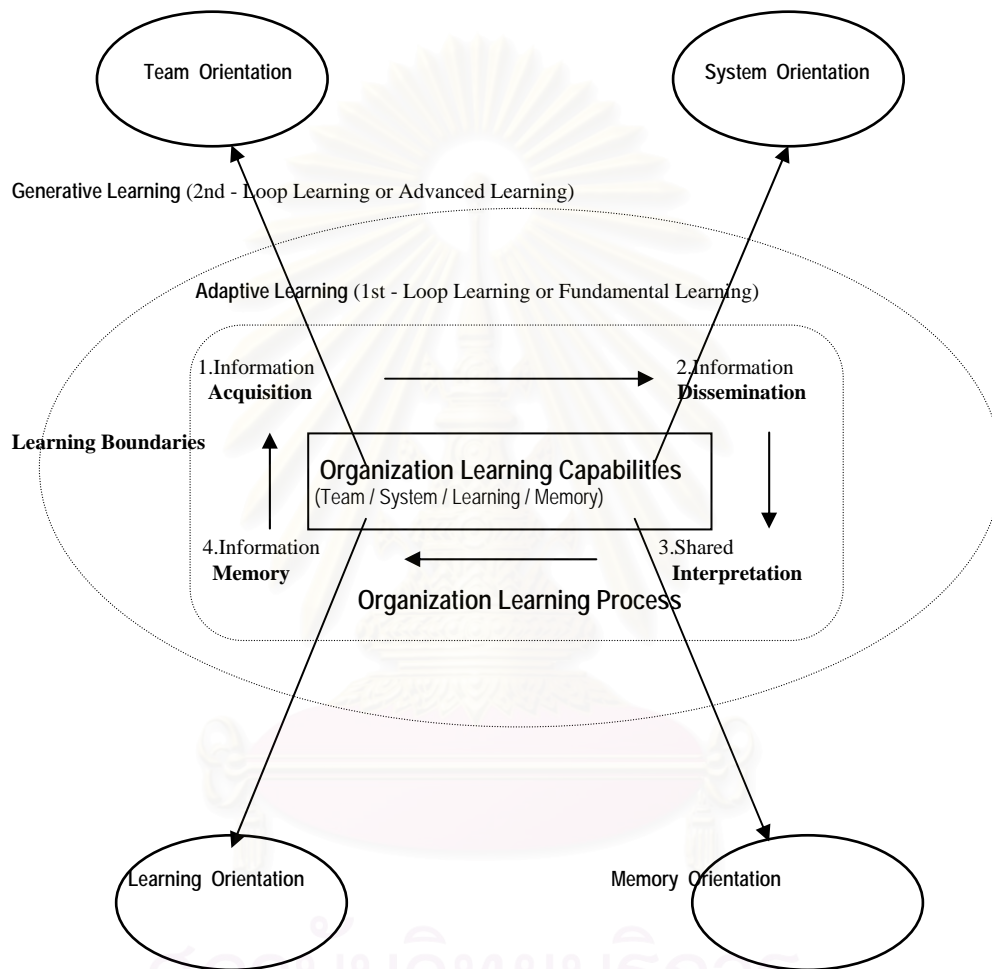 Team Orientation
System Orientation
Generative Learning (2nd - Loop Learning or Advanced Learning)
Adaptive Learning (1st - Loop Learning or Fundamental Learning)
1.Information
Acquisition
2.Information
Dissemination
Learning Boundaries
Organization Learning Capabilities
(Team / System / Learning / Memory)
4.Information
Memory
3.Shared
Interpretation
Organization Learning Process
Learning Orientation
Memory Orientation